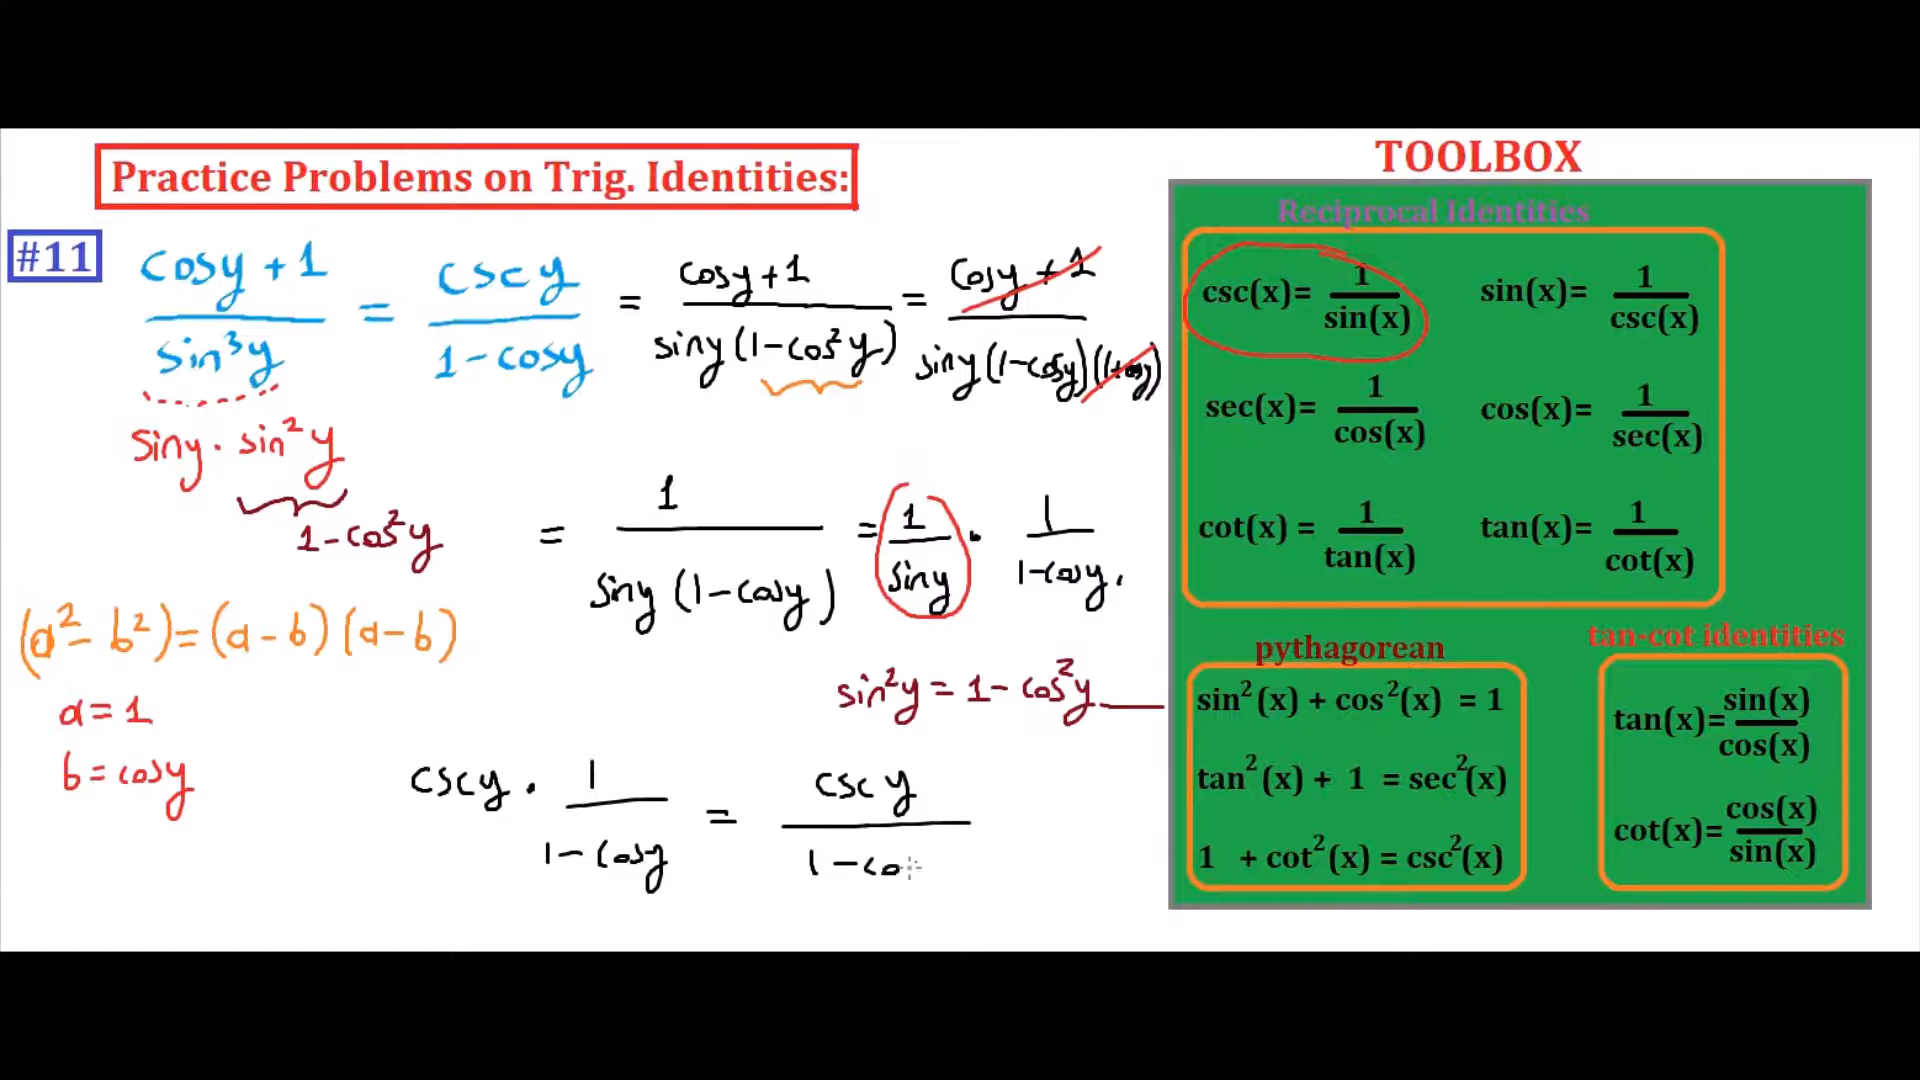 Practice Problems on Trig. Identities:
#11
cosy + 1 / sin³y = cscy / 1 - cosy
= cosy + 1 / siny (1 - cos²y) = cosy + 1 / siny (1 - cosy) (1 + cosy)
siny · sin²y
1 - cos²y
= 1 / siny (1 - cosy) = 1 / siny · 1 / 1 - cosy .
(a² - b²) = (a - b) (a - b)
a = 1
b = cosy
sin²y = 1 - cos²y
cscy · 1 / 1 - cosy = cscy / 1 - co
TOOLBOX
Reciprocal Identities
csc(x)= 1 / sin(x) sin(x)= 1 / csc(x)
sec(x)= 1 / cos(x) cos(x)= 1 / sec(x)
cot(x) = 1 / tan(x) tan(x)= 1 / cot(x)
pythagorean
sin²(x) + cos²(x) = 1
tan²(x) + 1 = sec²(x)
1 + cot²(x) = csc²(x)
tan-cot identities
tan(x)= sin(x) / cos(x)
cot(x)= cos(x) / sin(x)